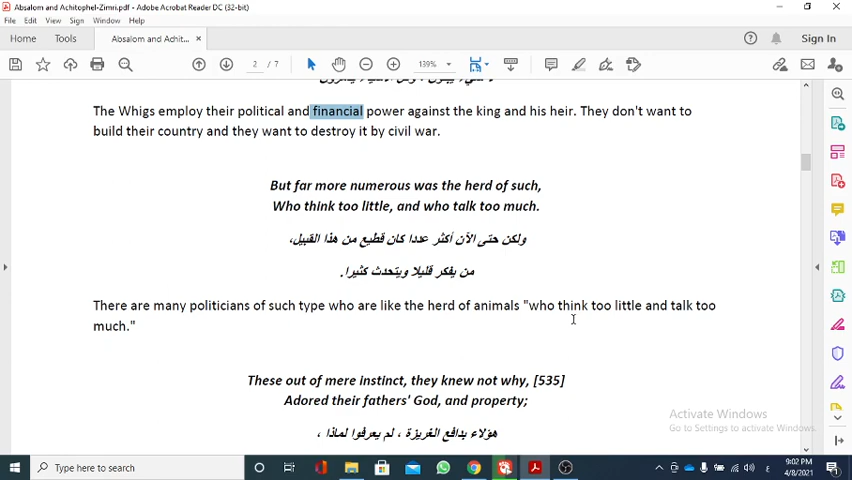 Absalom and Achitophel-Zimri.pdf - Adobe Acrobat Reader DC (32-bit)
File Edit View Sign Window Help
Home Tools Absalom and Achit... × Sign In
2 / 7 139%
The Whigs employ their political and financial power against the king and his heir. They don't want to
build their country and they want to destroy it by civil war.
But far more numerous was the herd of such,
Who think too little, and who talk too much.
ولكن حتى الآن أكثر عددا كان قطيع من هذا القبيل،
من يفكر قليلا ويتحدث كثيرا.
There are many politicians of such type who are like the herd of animals "who think too little and talk too
much."
These out of mere instinct, they knew not why, [535]
Adored their fathers' God, and property;
هؤلاء بدافع الغريزة ، لم يعرفوا لماذا ،
Activate Windows
Go to Settings to activate Windows.
Type here to search
9:02 PM
4/8/2021